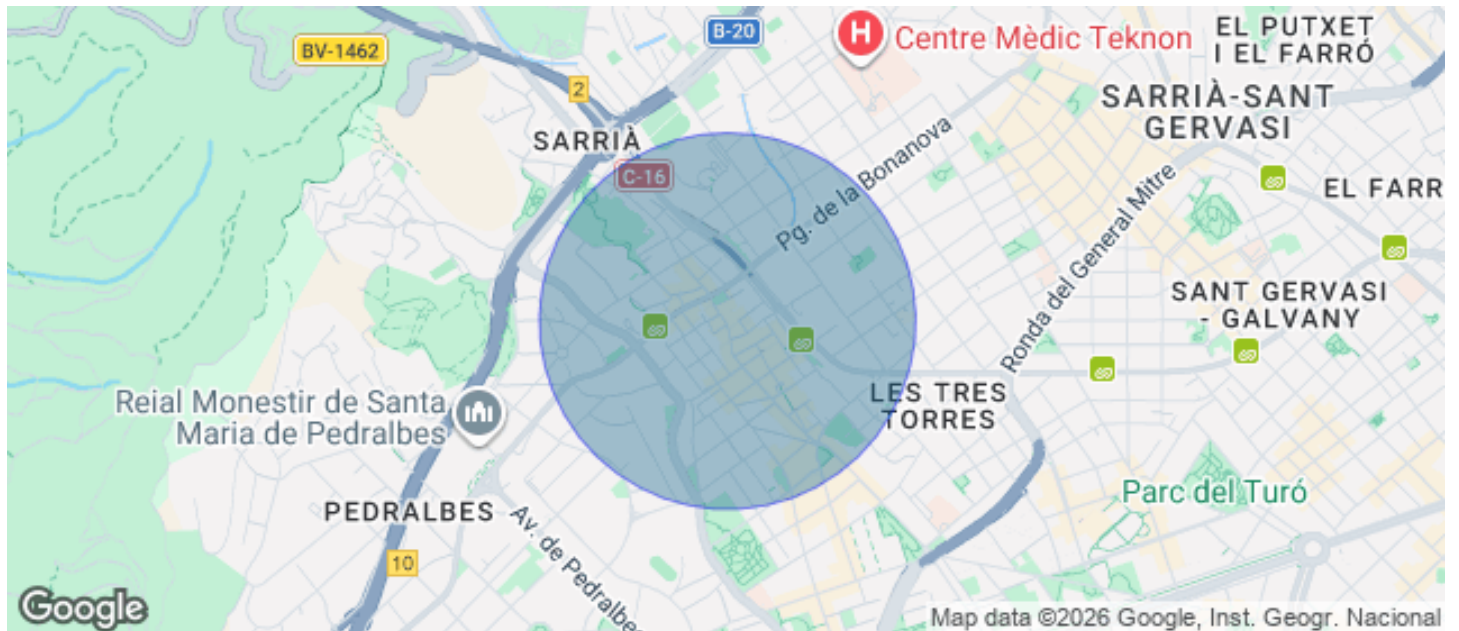 B-20
BV-1462
Centre Mèdic Teknon
EL PUTXET
I EL FARRÓ
2
SARRIÀ-SANT
GERVASI
SARRIÀ
C-16
Pg. de la Bonanova
Ronda del General Mitre
EL FARR
SANT GERVASI
- GALVANY
Reial Monestir de Santa
Maria de Pedralbes
LES TRES
TORRES
PEDRALBES
Av. de Pedralbes
Parc del Turó
10
Google
Map data ©2026 Google, Inst. Geogr. Nacional
H